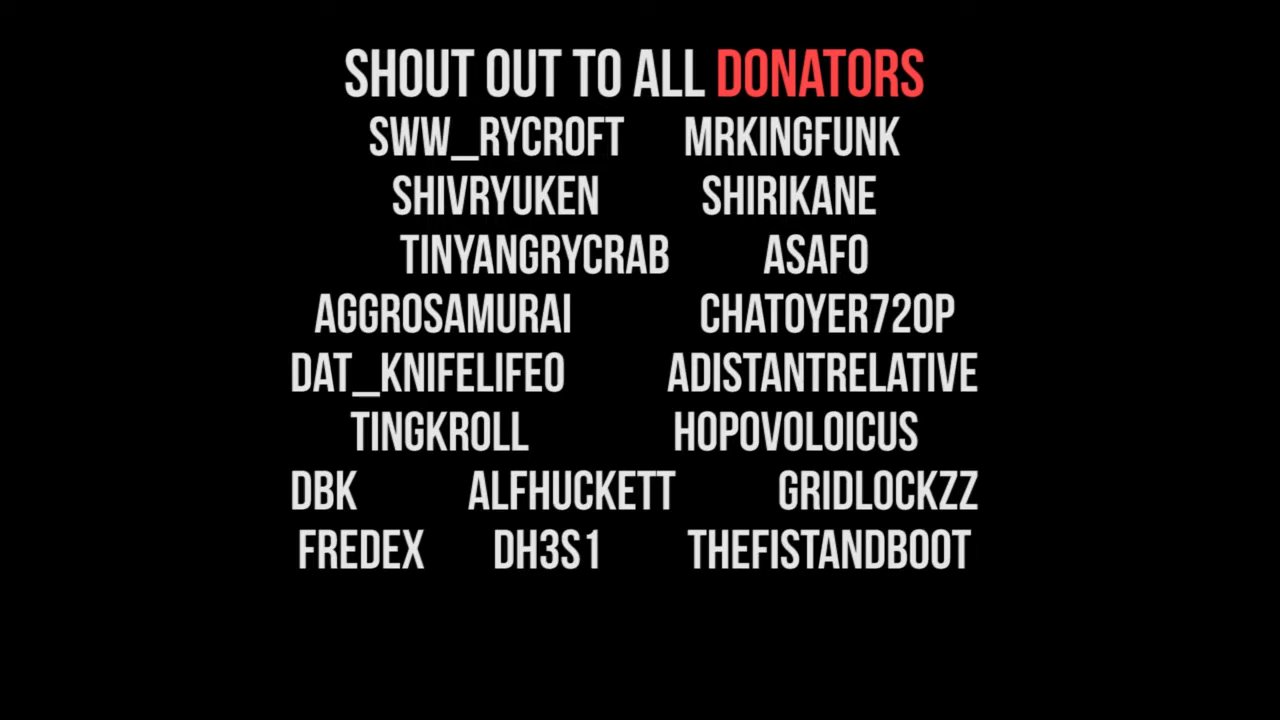 SHOUT OUT TO ALL DONATORS
SWW_RYCROFT MRKINGFUNK
SHIVRYUKEN SHIRIKANE
TINYANGRYCRAB ASAFO
AGGROSAMURAI CHATOYER720P
DAT_KNIFELIFEO ADISTANTRELATIVE
TINGKROLL HOPOVOLOICUS
DBK ALFHUCKETT GRIDLOCKZZ
FREDEX DH3S1 THEFISTANDBOOT